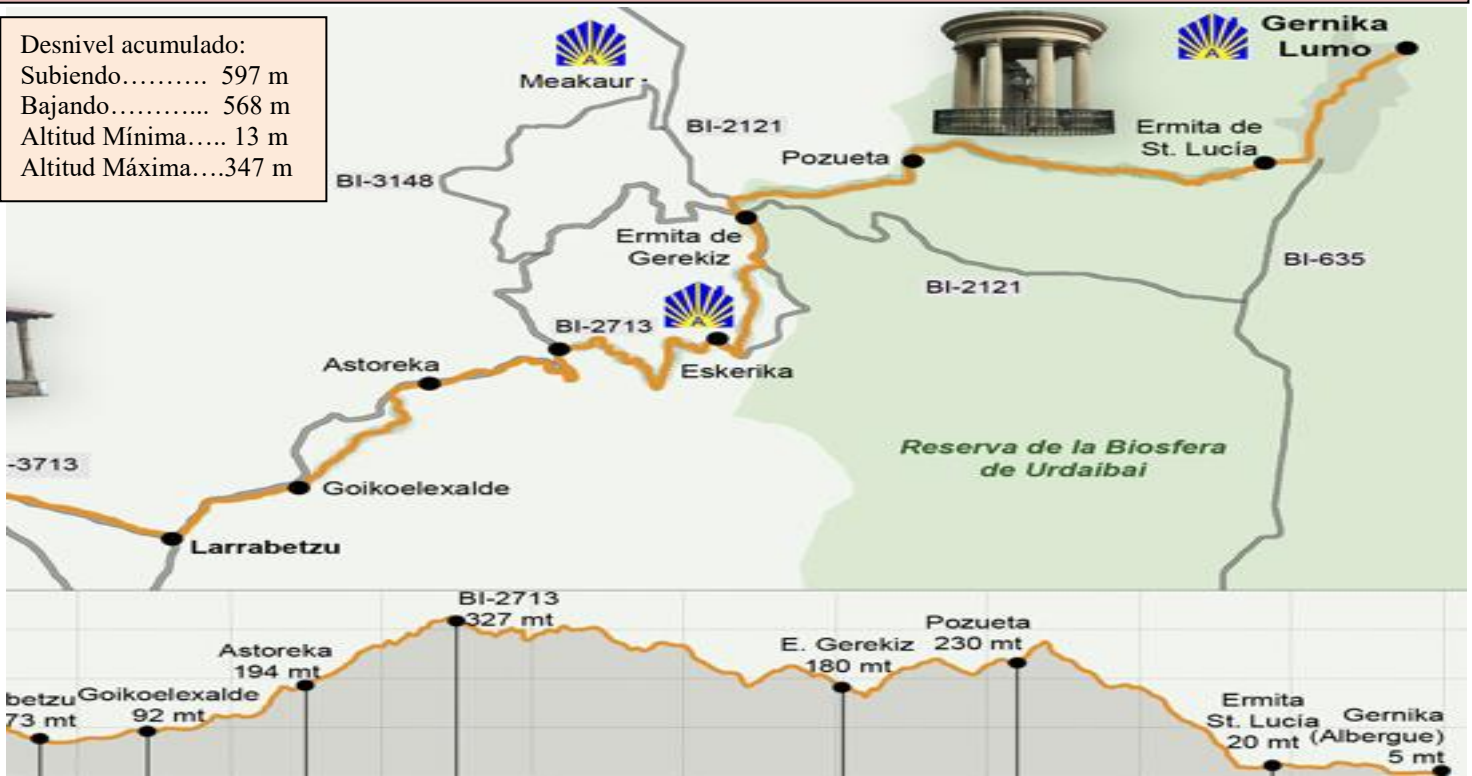 Desnivel acumulado:
Subiendo………. 597 m
Bajando………... 568 m
Altitud Mínima….. 13 m
Altitud Máxima….347 m
Gernika
Lumo
Meakaur
BI-2121
Ermita de
St. Lucía
Pozueta
BI-3148
Ermita de
Gerekiz
BI-635
BI-2121
BI-2713
Astoreka
Eskerika
Reserva de la Biosfera
de Urdaibai
-3713
Goikoelexalde
Larrabetzu
BI-2713
327 mt
Astoreka
194 mt
E. Gerekiz
180 mt
Pozueta
230 mt
betzu
73 mt
Goikoelexalde
92 mt
Ermita
St. Lucía
20 mt
Gernika
(Albergue)
5 mt